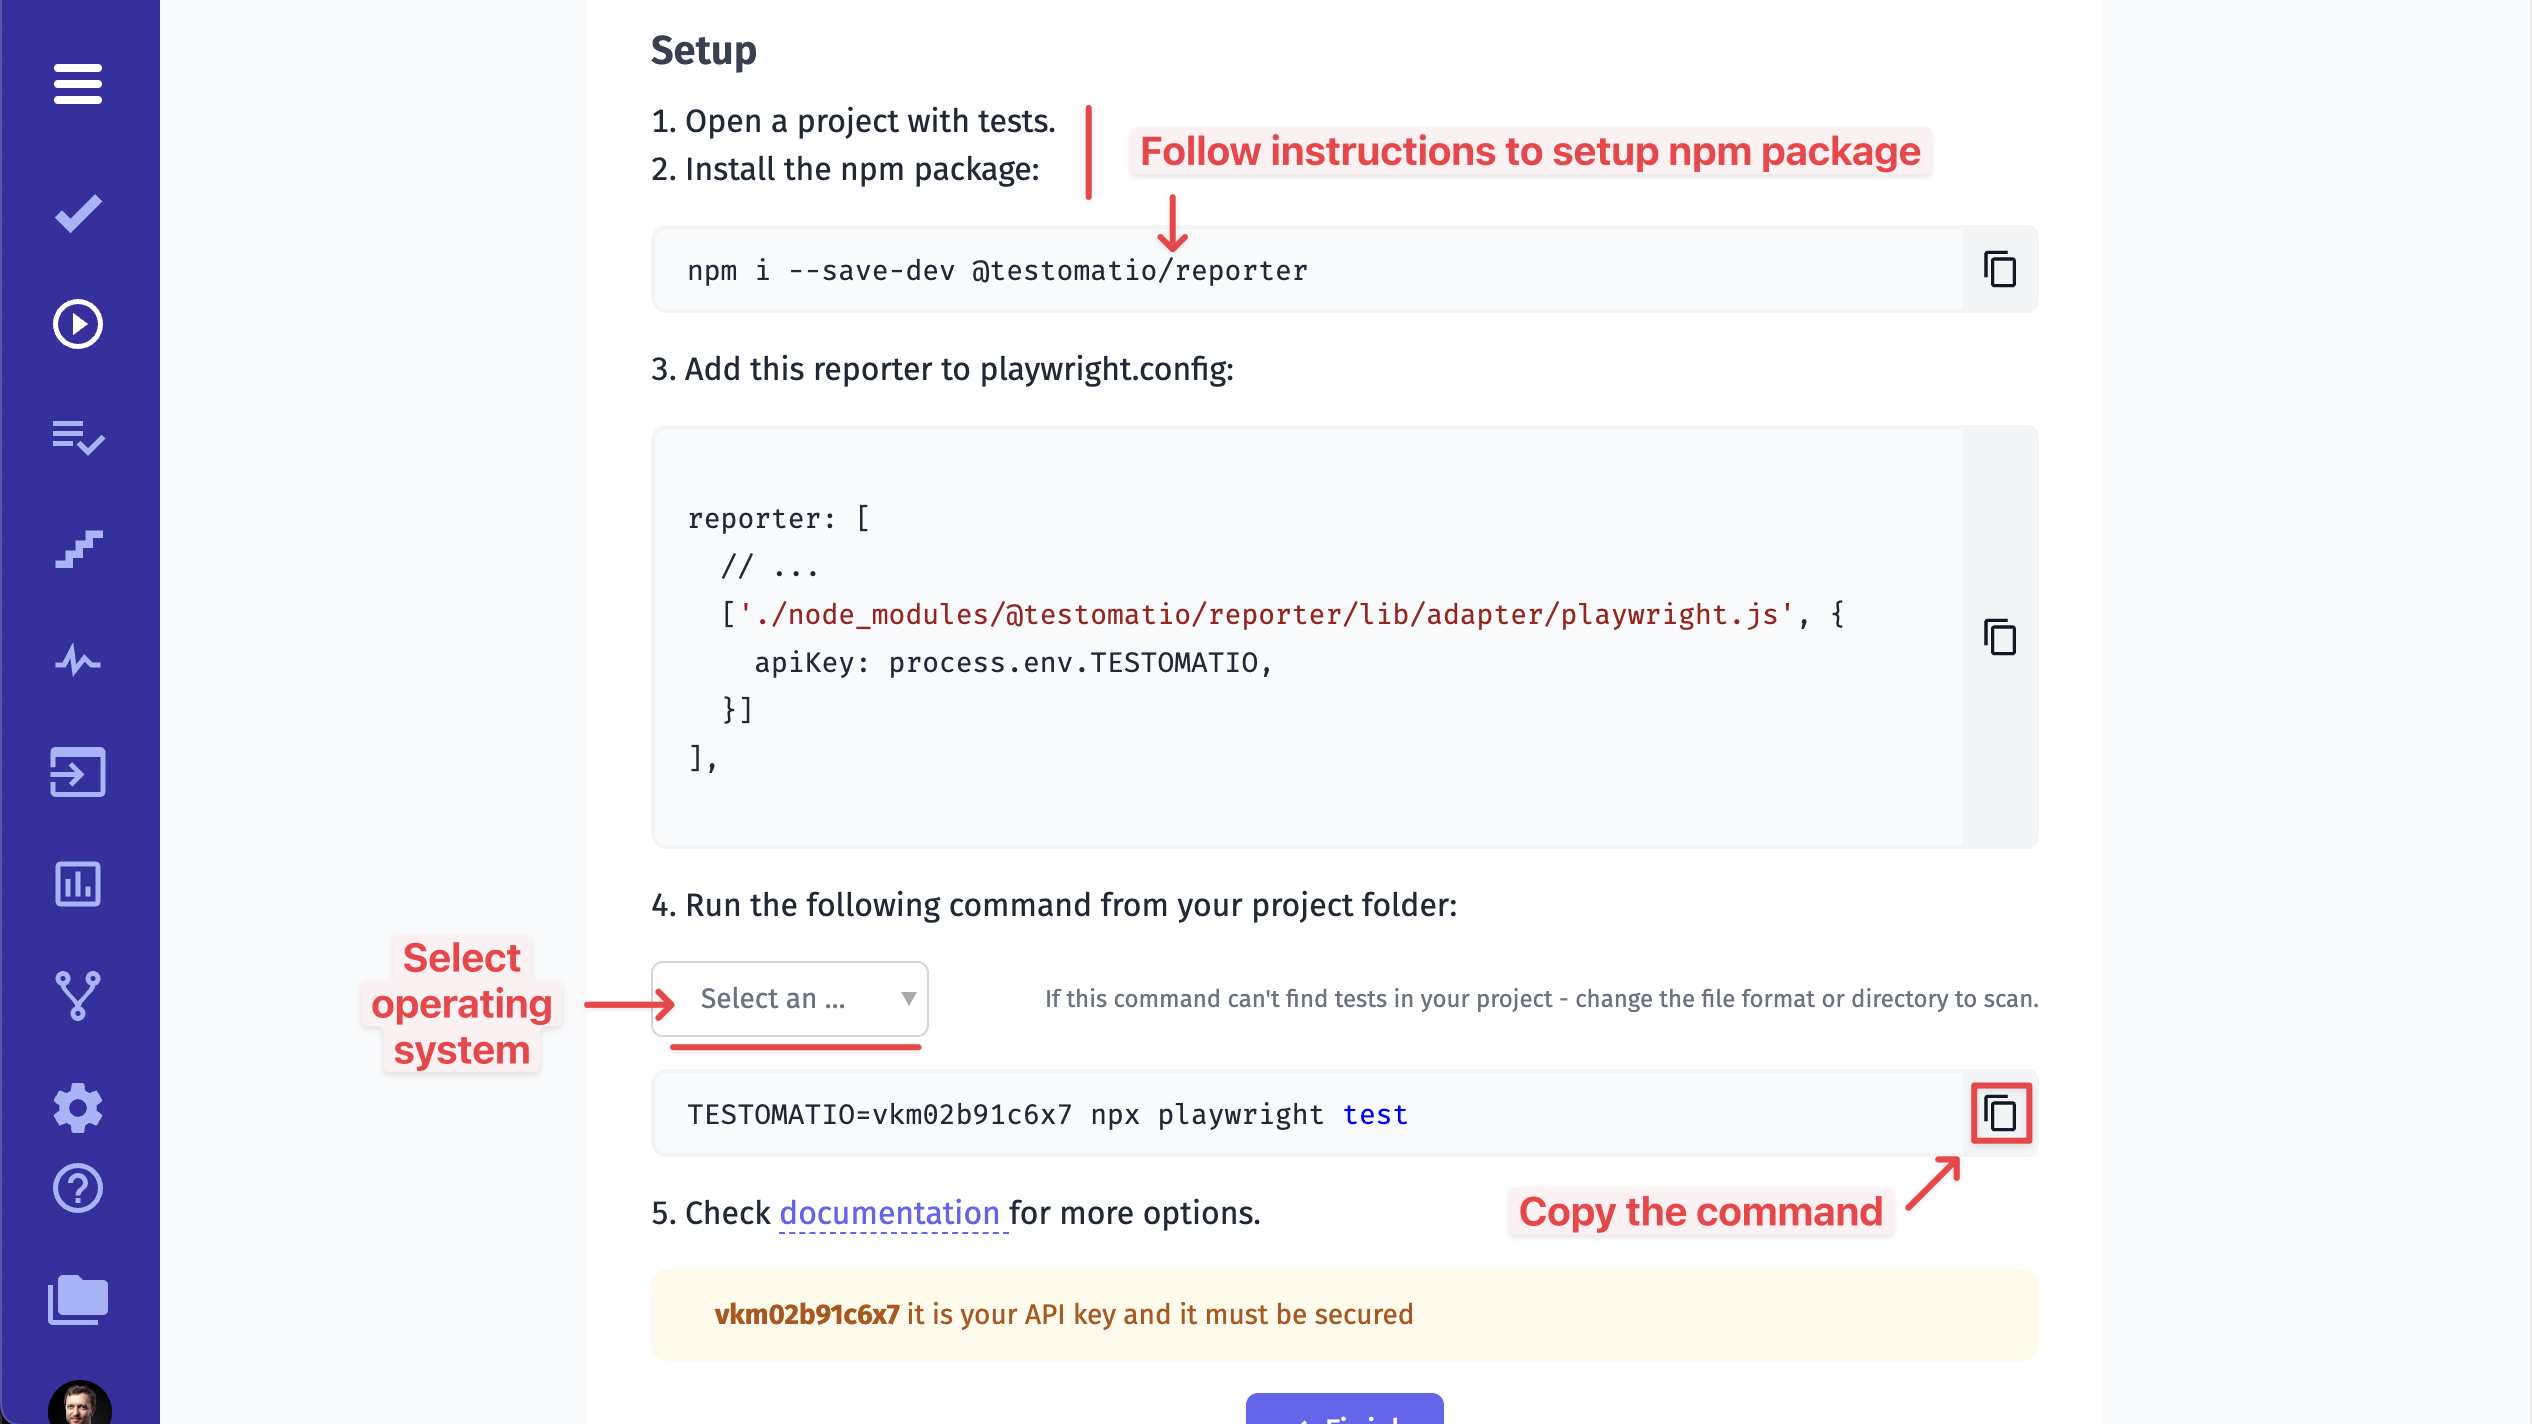 Setup
1. Open a project with tests.
2. Install the npm package:
Follow instructions to setup npm package
npm i --save-dev @testomatio/reporter
3. Add this reporter to playwright.config:
reporter: [
  // ...
  ['./node_modules/@testomatio/reporter/lib/adapter/playwright.js', {
    apiKey: process.env.TESTOMATIO,
  }]
],
4. Run the following command from your project folder:
Select
operating
system
Select an ...
If this command can't find tests in your project - change the file format or directory to scan.
TESTOMATIO=vkm02b91c6x7 npx playwright test
5. Check documentation for more options.
Copy the command
vkm02b91c6x7 it is your API key and it must be secured